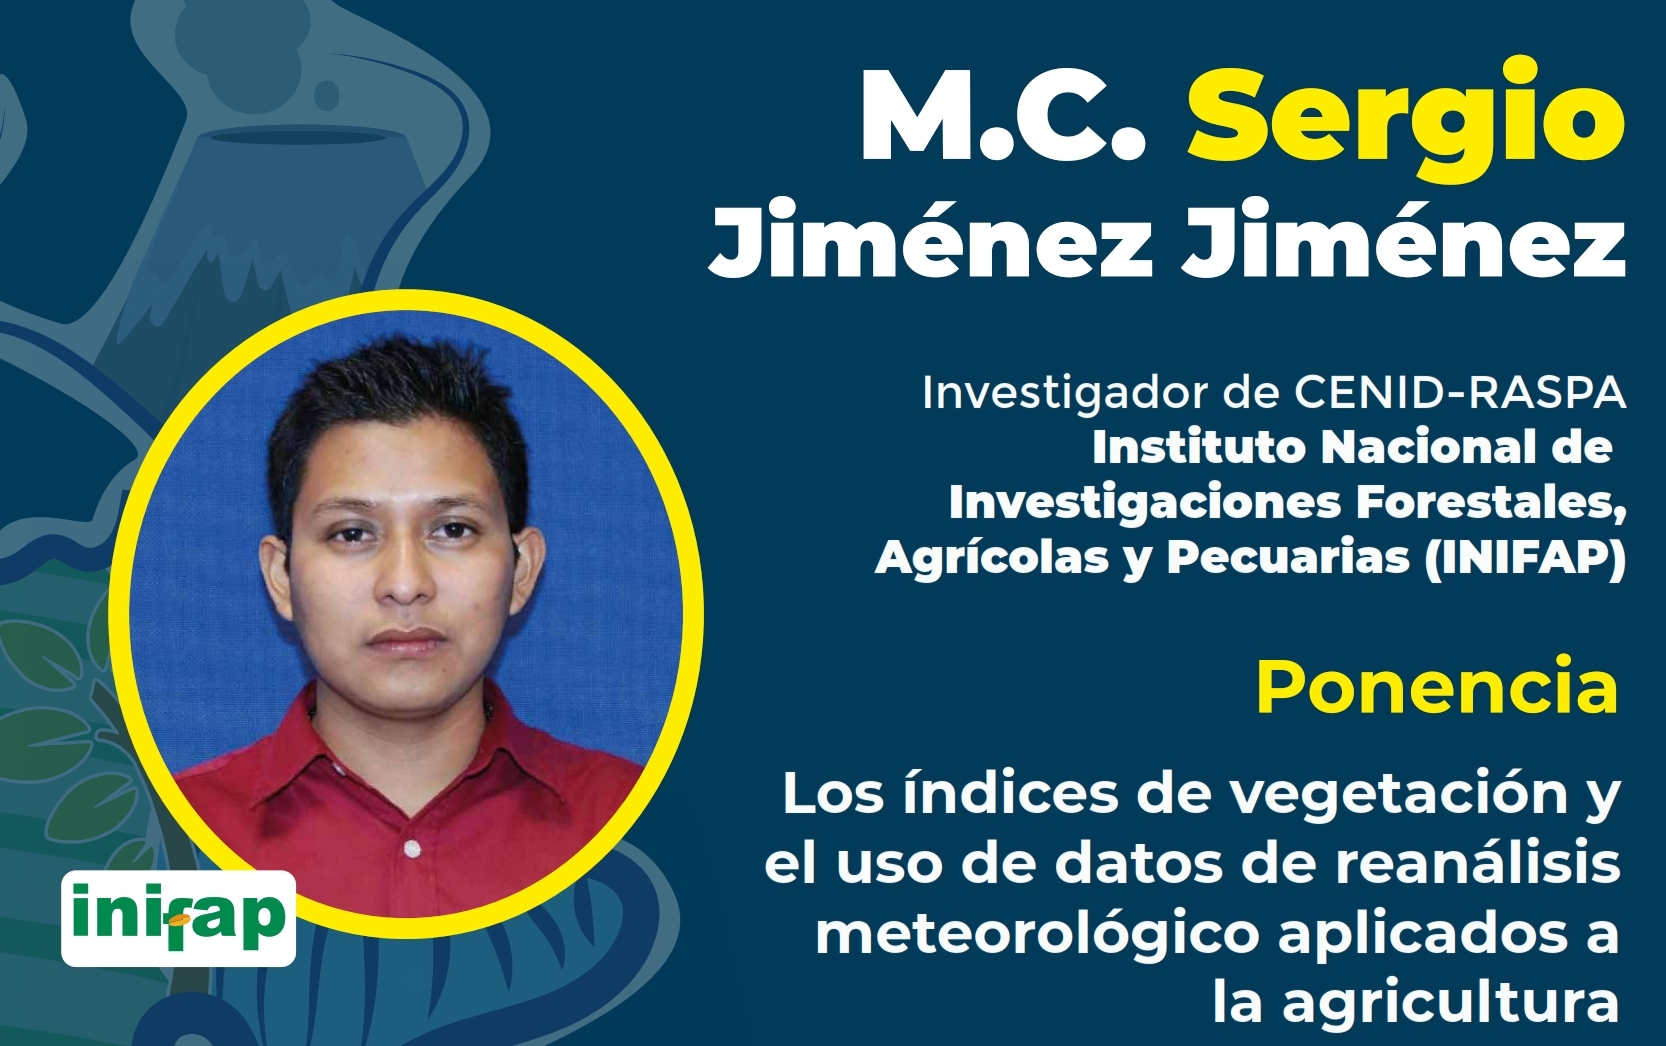 M.C. Sergio
Jiménez Jiménez
Investigador de CENID-RASPA
Instituto Nacional de
Investigaciones Forestales,
Agrícolas y Pecuarias (INIFAP)
Ponencia
Los índices de vegetación y
el uso de datos de reanálisis
meteorológico aplicados a
la agricultura
inifap